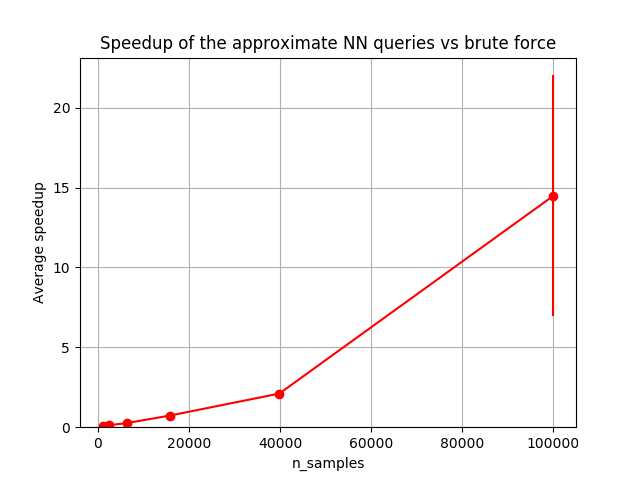 Speedup of the approximate NN queries vs brute force
Average speedup
20
15
10
5
0
0 20000 40000 60000 80000 100000
n_samples